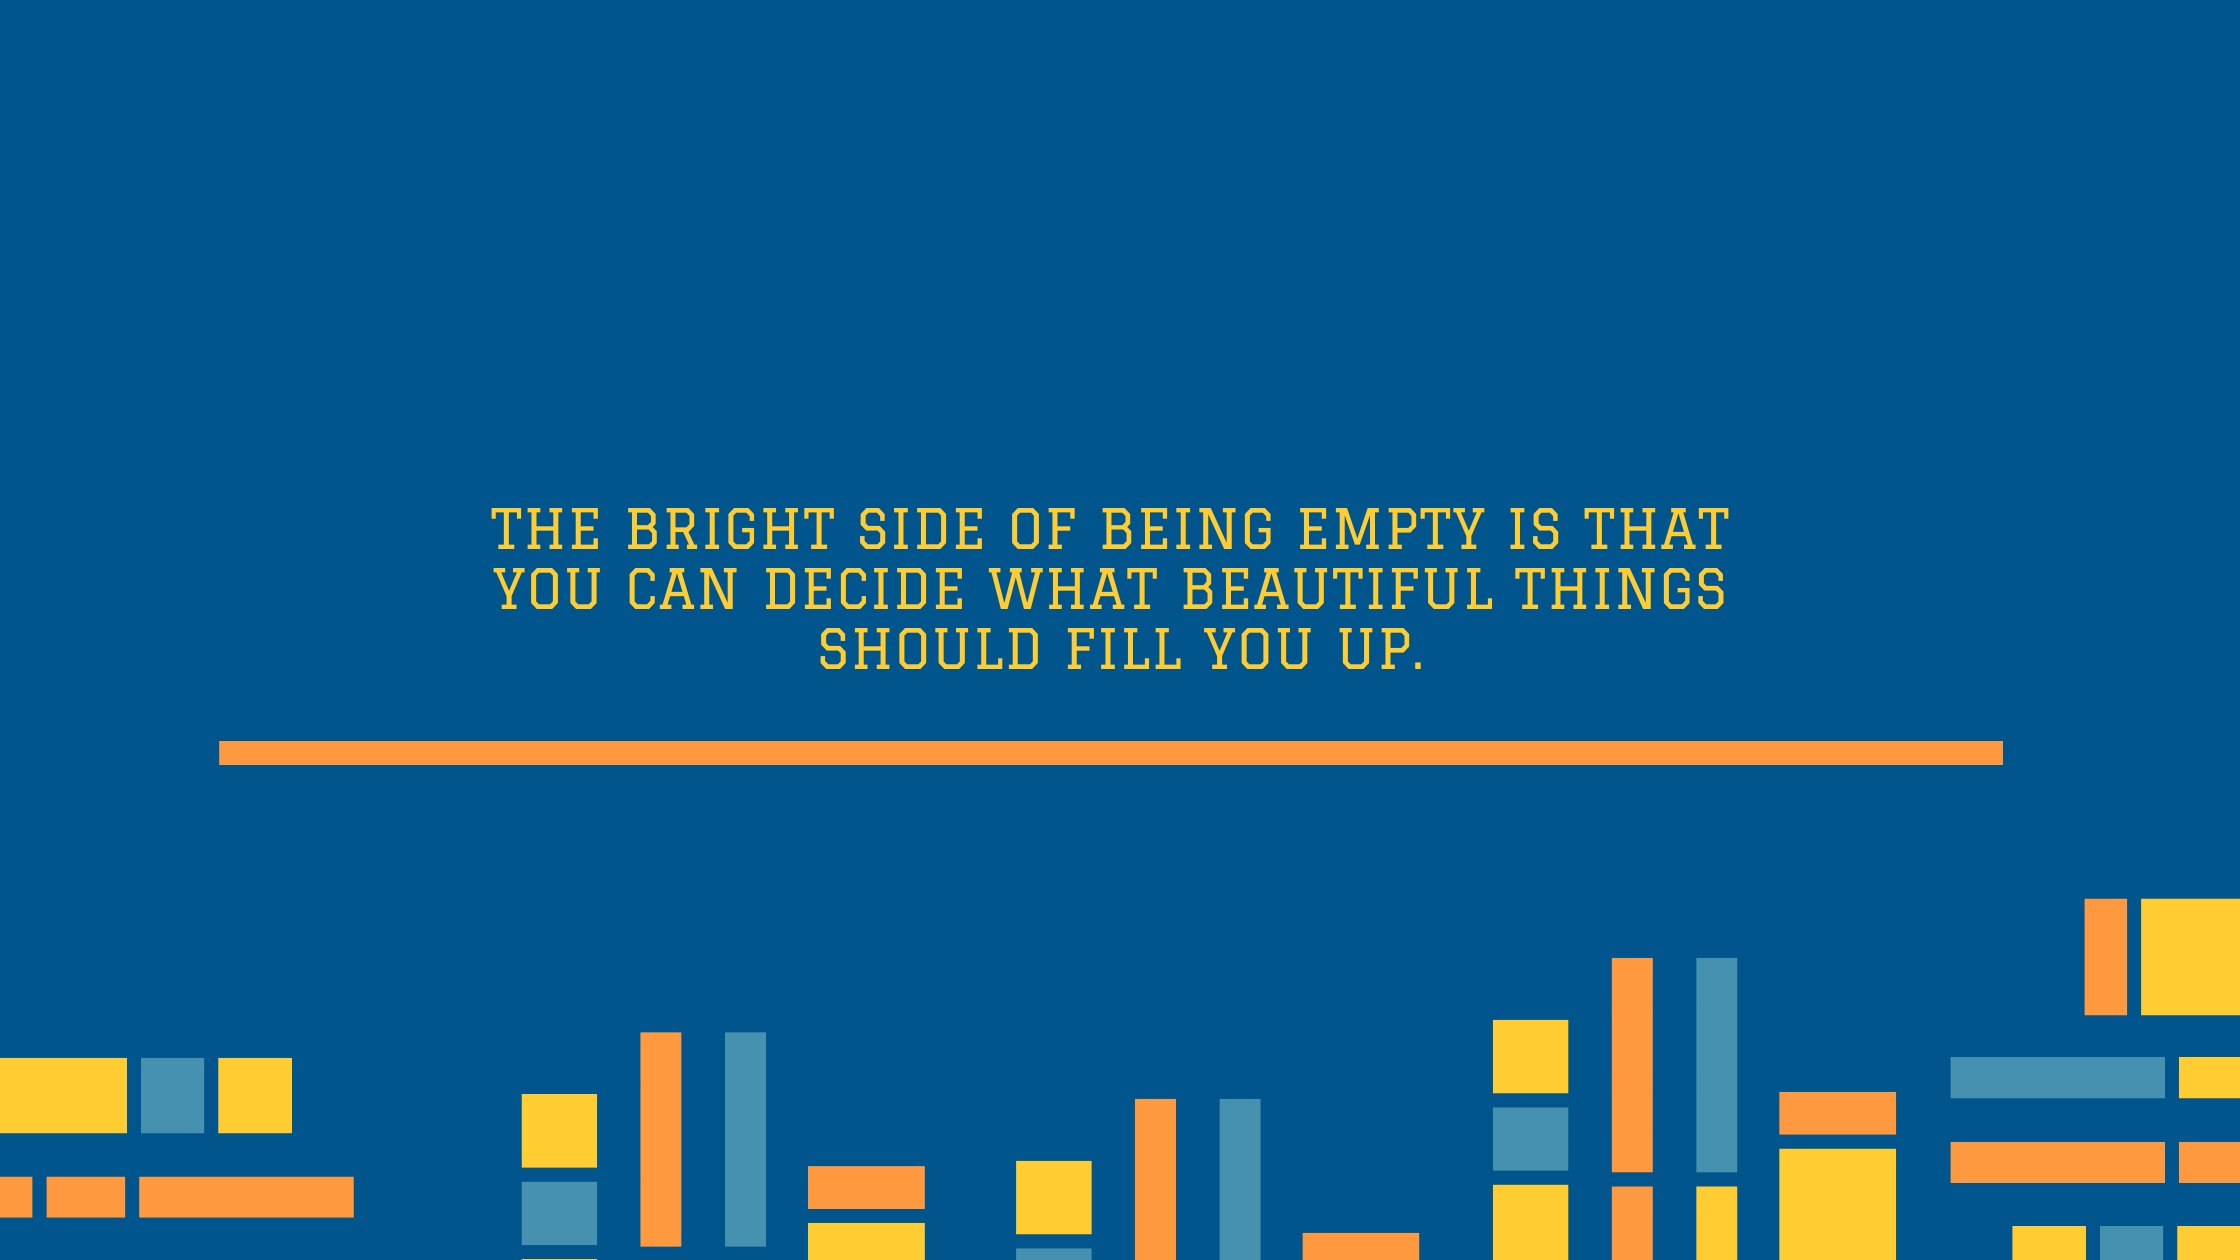 THE BRIGHT SIDE OF BEING EMPTY IS THAT
YOU CAN DECIDE WHAT BEAUTIFUL THINGS
SHOULD FILL YOU UP.